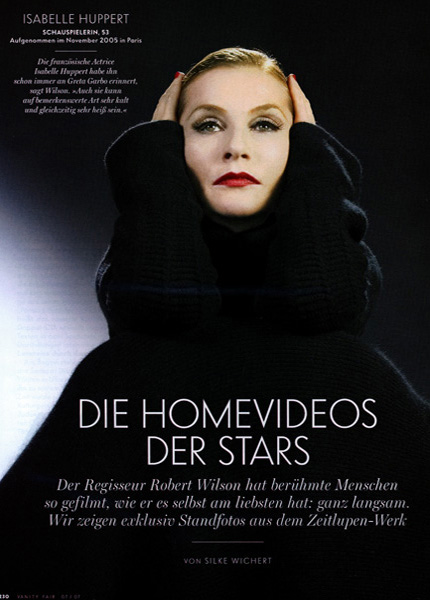 ISABELLE HUPPERT
SCHAUSPIELERIN, 53
Aufgenommen im November 2005 in Paris
Die französische Actrice
Isabelle Huppert habe ihn
schon immer an Greta Garbo erinnert,
sagt Wilson. »Auch sie kann
auf bemerkenswerte Art sehr kalt
und gleichzeitig sehr heiß sein.«
DIE HOMEVIDEOS
DER STARS
Der Regisseur Robert Wilson hat berühmte Menschen
so gefilmt, wie er es selbst am liebsten hat: ganz langsam.
Wir zeigen exklusiv Standfotos aus dem Zeitlupen-Werk
VON SILKE WICHERT
VANITY FAIR